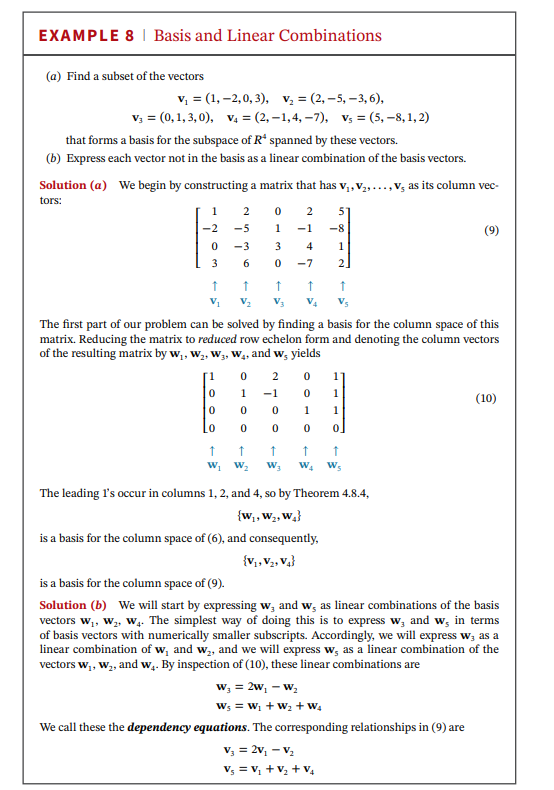 EXAMPLE 8 | Basis and Linear Combinations
(a) Find a subset of the vectors
v₁ = (1, −2, 0, 3), v₂ = (2, −5, −3, 6),
v₃ = (0, 1, 3, 0), v₄ = (2, −1, 4, −7), v₅ = (5, −8, 1, 2)
that forms a basis for the subspace of R⁴ spanned by these vectors.
(b) Express each vector not in the basis as a linear combination of the basis vectors.
Solution (a) We begin by constructing a matrix that has v₁, v₂, . . . , v₅ as its column vec-
tors:
1 2 0 2 5
−2 −5 1 −1 −8
(9)
0 −3 3 4 1
3 6 0 −7 2
↑ ↑ ↑ ↑ ↑
v₁ v₂ v₃ v₄ v₅
The first part of our problem can be solved by finding a basis for the column space of this
matrix. Reducing the matrix to reduced row echelon form and denoting the column vectors
of the resulting matrix by w₁, w₂, w₃, w₄, and w₅ yields
1 0 2 0 1
0 1 −1 0 1
(10)
0 0 0 1 1
0 0 0 0 0
↑ ↑ ↑ ↑ ↑
w₁ w₂ w₃ w₄ w₅
The leading 1's occur in columns 1, 2, and 4, so by Theorem 4.8.4,
{w₁, w₂, w₄}
is a basis for the column space of (6), and consequently,
{v₁, v₂, v₄}
is a basis for the column space of (9).
Solution (b) We will start by expressing w₃ and w₅ as linear combinations of the basis
vectors w₁, w₂, w₄. The simplest way of doing this is to express w₃ and w₅ in terms
of basis vectors with numerically smaller subscripts. Accordingly, we will express w₃ as a
linear combination of w₁ and w₂, and we will express w₅ as a linear combination of the
vectors w₁, w₂, and w₄. By inspection of (10), these linear combinations are
w₃ = 2w₁ − w₂
w₅ = w₁ + w₂ + w₄
We call these the dependency equations. The corresponding relationships in (9) are
v₃ = 2v₁ − v₂
v₅ = v₁ + v₂ + v₄